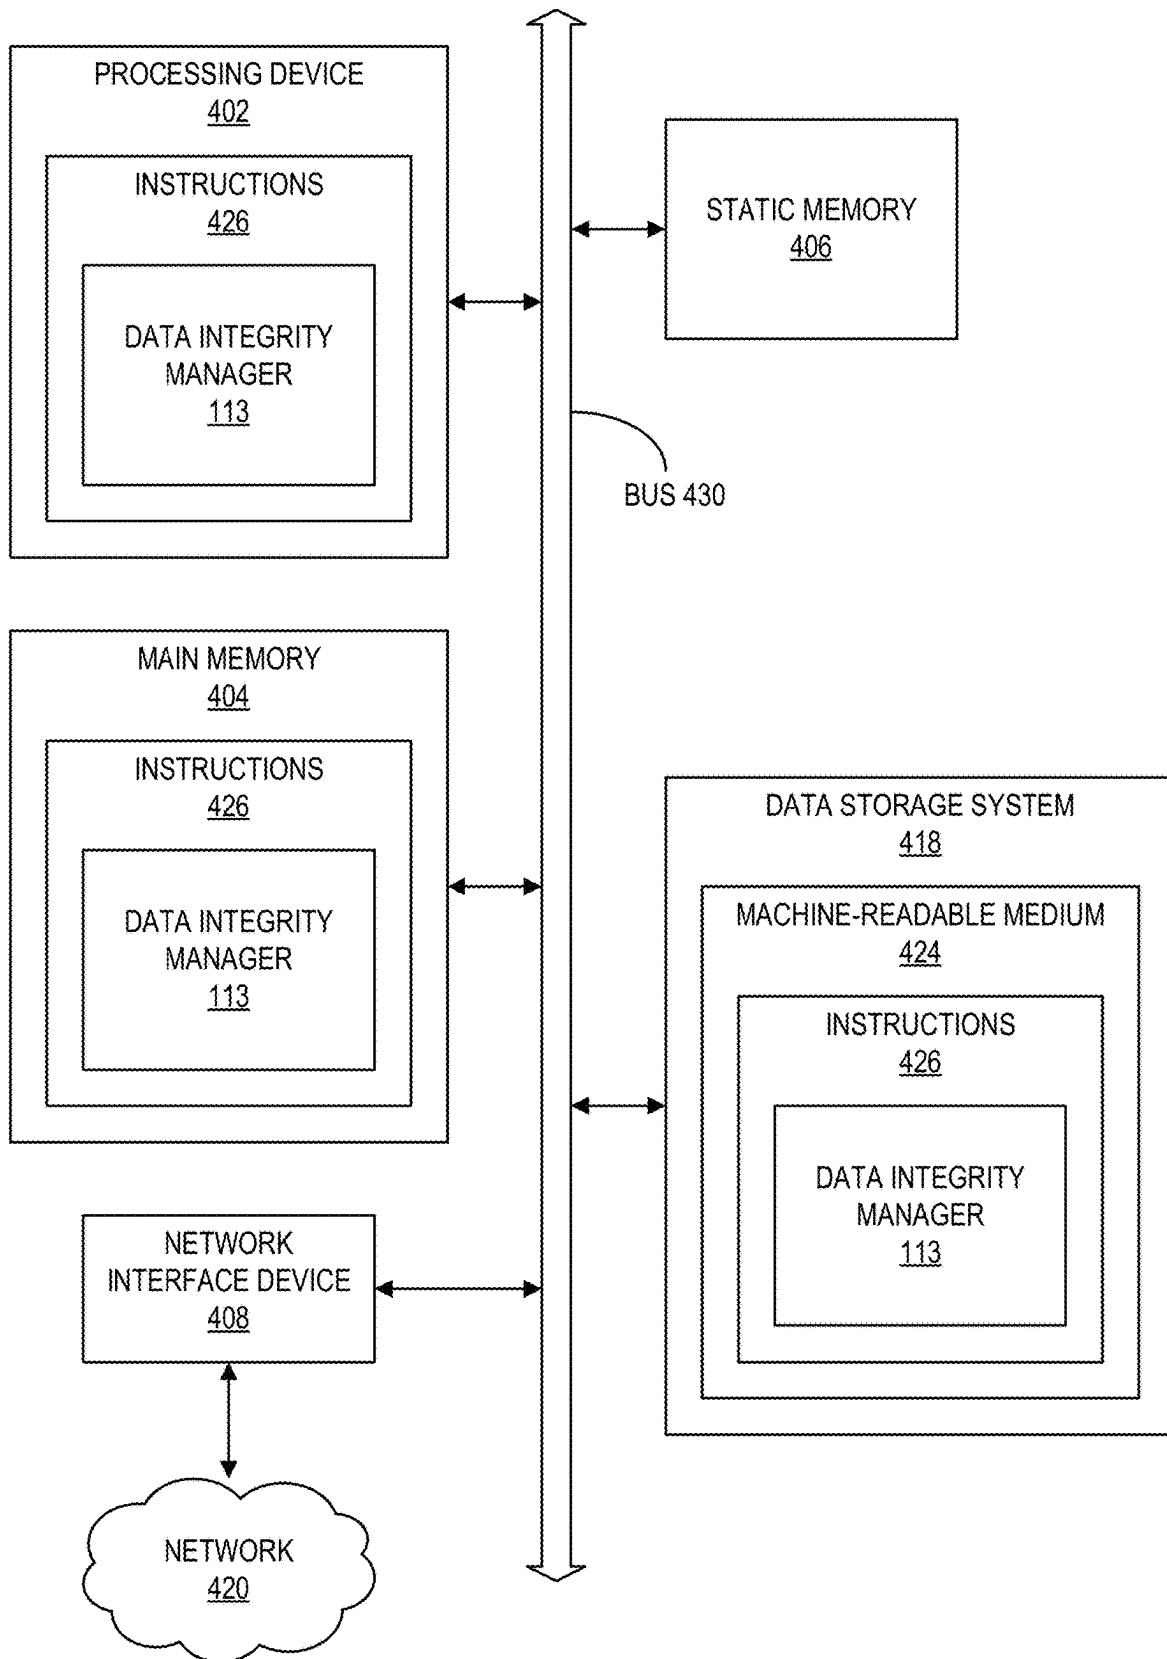 PROCESSING DEVICE
402
INSTRUCTIONS
426
DATA INTEGRITY
MANAGER
113
STATIC MEMORY
406
BUS 430
MAIN MEMORY
404
INSTRUCTIONS
426
DATA INTEGRITY
MANAGER
113
DATA STORAGE SYSTEM
418
MACHINE-READABLE MEDIUM
424
INSTRUCTIONS
426
DATA INTEGRITY
MANAGER
113
NETWORK
INTERFACE DEVICE
408
NETWORK
420